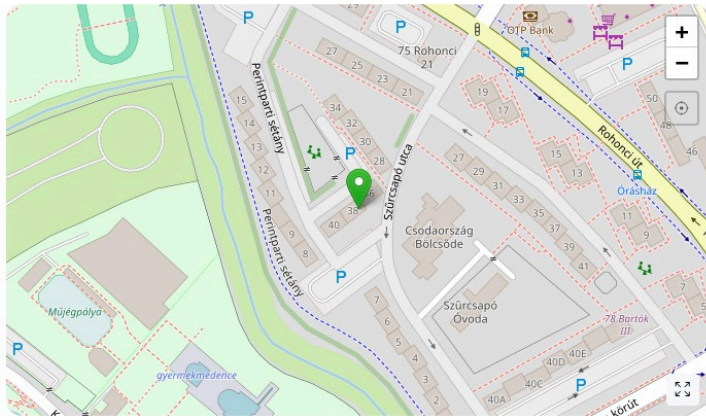 OTP Bank
P
+
−
27
25
23
21
75 Rohonci
21
P
50
48
46
19
17
Rohonci út
Perintparti sétány
15
14
13
12
11
9
8
34
32
30
28
36
38
40
P
Szűrcsapó utca
15
13
Órásház
27
29
31
33
35
37
39
41
11
9
7
5
Csodaország
Bölcsőde
Perintparti sétány
P
Szűrcsapó
Óvoda
Műjégpálya
7
6
5
4
3
2
78.Bartók
III
P
gyermekmedence
40E
40D
40C
40A
P
körút